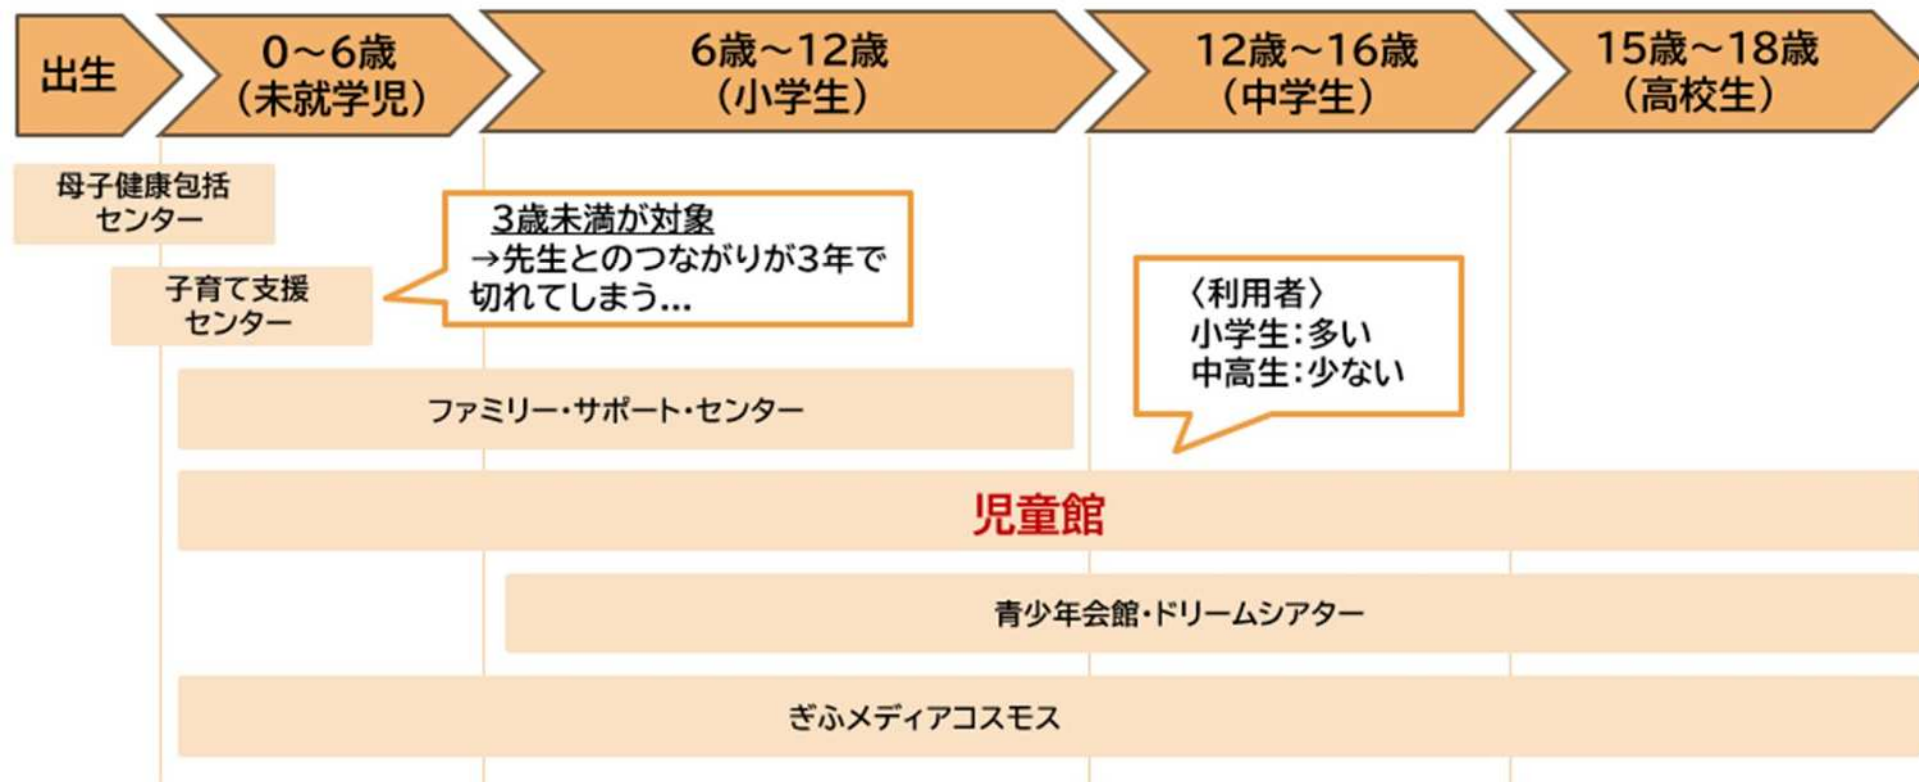 出生
0～6歳
（未就学児）
6歳～12歳
（小学生）
12歳～16歳
（中学生）
15歳～18歳
（高校生）
母子健康包括
センター
子育て支援
センター
3歳未満が対象
→先生とのつながりが3年で
切れてしまう...
〈利用者〉
小学生：多い
中高生：少ない
ファミリー・サポート・センター
児童館
青少年会館・ドリームシアター
ぎふメディアコスモス